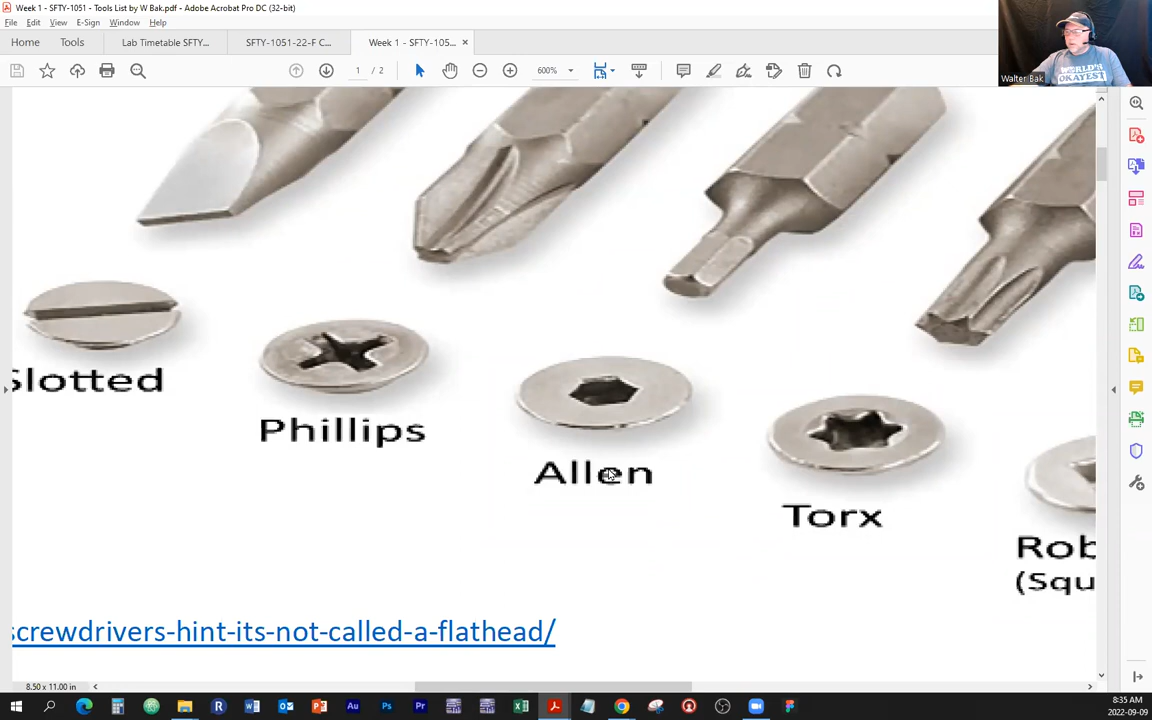 Week 1 - SFTY-1051 - Tools List by W Bak.pdf - Adobe Acrobat Pro DC (32-bit)
File Edit View E-Sign Window Help
Home Tools Lab Timetable SFTY... SFTY-1051-22-F C... Week 1 - SFTY-105... ×
1 / 2 600%
Walter Bak
WORLD'S
OKAYEST
Slotted
Phillips
Allen
Torx
Rob
(Squ
screwdrivers-hint-its-not-called-a-flathead/
8.50 x 11.00 in
8:35 AM
2022-09-09